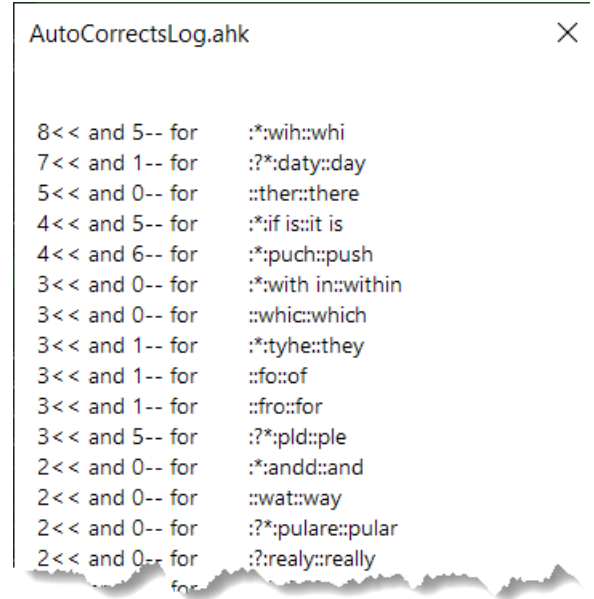 AutoCorrectsLog.ahk
8<< and 5-- for :*:wih::whi
7<< and 1-- for :?*:daty::day
5<< and 0-- for ::ther::there
4<< and 5-- for :*:if is::it is
4<< and 6-- for :*:puch::push
3<< and 0-- for :*:with in::within
3<< and 0-- for ::whic::which
3<< and 1-- for :*:tyhe::they
3<< and 1-- for ::fo::of
3<< and 1-- for ::fro::for
3<< and 5-- for :?*:pld::ple
2<< and 0-- for :*:andd::and
2<< and 0-- for ::wat::way
2<< and 0-- for :?*:pulare::pular
2<< and 0-- for :?:realy::really
for